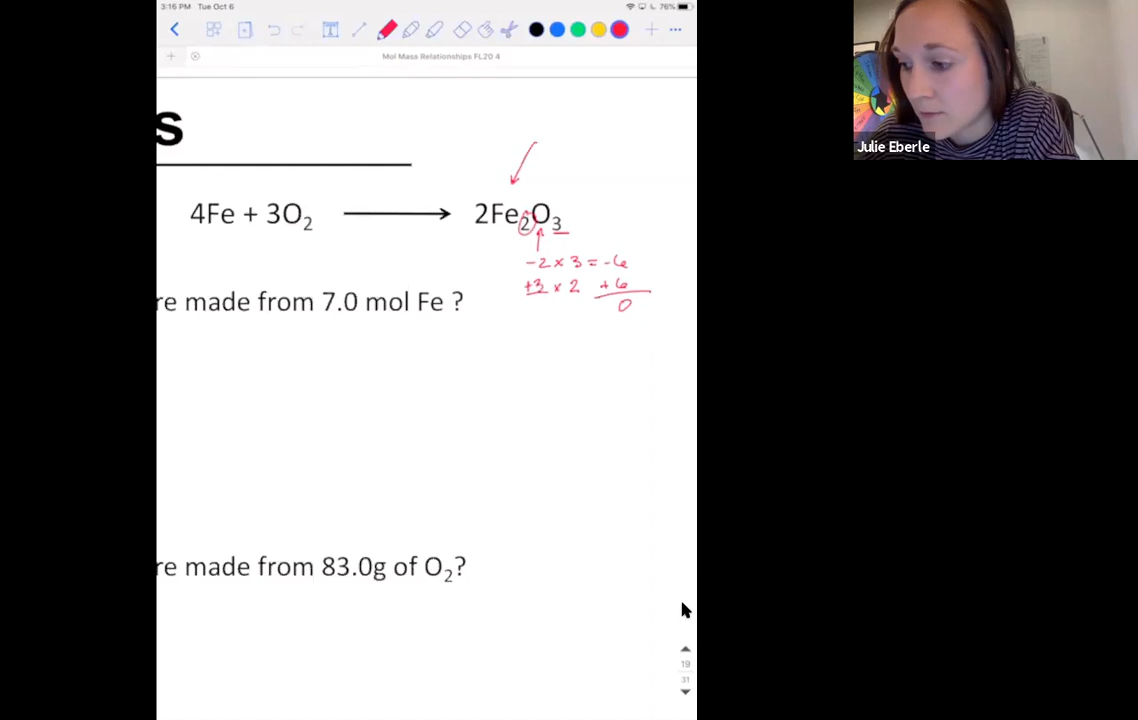 3:16 PM Tue Oct 6
76%
Mol Mass Relationships FL20 4
s
4Fe + 3O₂ ⟶ 2Fe₂O₃
-2 × 3 = -6
+3 × 2 +6
0
re made from 7.0 mol Fe ?
re made from 83.0g of O₂?
19
31
Julie Eberle